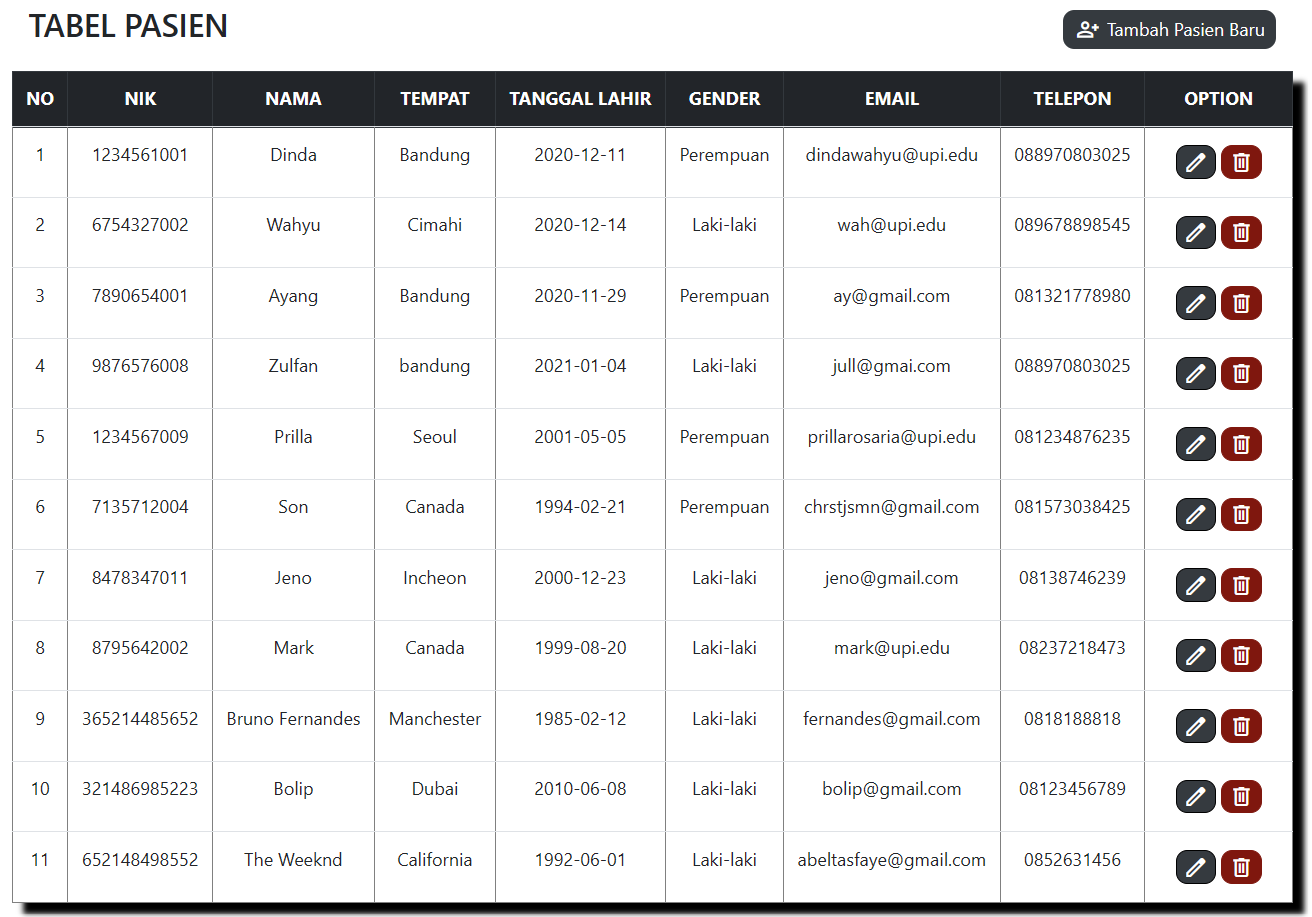 TABEL PASIEN
Tambah Pasien Baru
NO NIK NAMA TEMPAT TANGGAL LAHIR GENDER EMAIL TELEPON OPTION
1 1234561001 Dinda Bandung 2020-12-11 Perempuan dindawahyu@upi.edu 088970803025
2 6754327002 Wahyu Cimahi 2020-12-14 Laki-laki wah@upi.edu 089678898545
3 7890654001 Ayang Bandung 2020-11-29 Perempuan ay@gmail.com 081321778980
4 9876576008 Zulfan bandung 2021-01-04 Laki-laki jull@gmai.com 088970803025
5 1234567009 Prilla Seoul 2001-05-05 Perempuan prillarosaria@upi.edu 081234876235
6 7135712004 Son Canada 1994-02-21 Perempuan chrstjsmn@gmail.com 081573038425
7 8478347011 Jeno Incheon 2000-12-23 Laki-laki jeno@gmail.com 08138746239
8 8795642002 Mark Canada 1999-08-20 Laki-laki mark@upi.edu 08237218473
9 365214485652 Bruno Fernandes Manchester 1985-02-12 Laki-laki fernandes@gmail.com 0818188818
10 321486985223 Bolip Dubai 2010-06-08 Laki-laki bolip@gmail.com 08123456789
11 652148498552 The Weeknd California 1992-06-01 Laki-laki abeltasfaye@gmail.com 0852631456